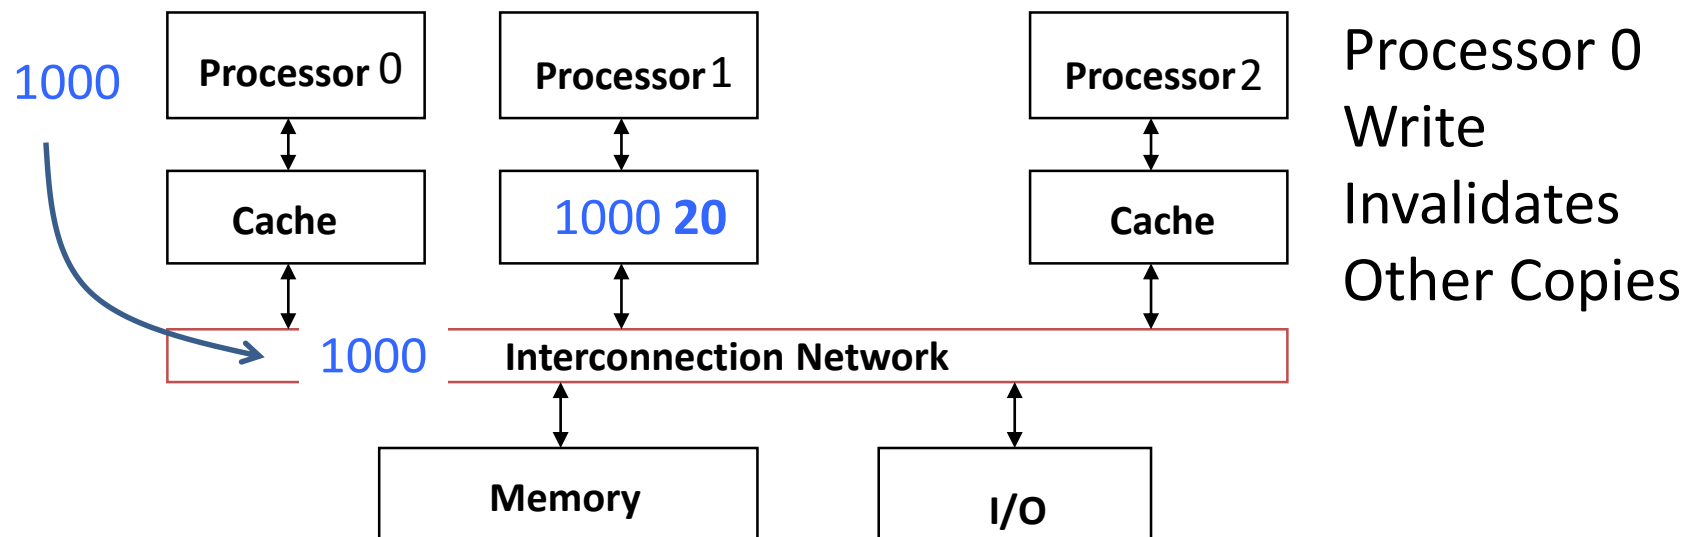 1000
Processor 0
Processor 1
Processor 2
Cache
1000 20
Cache
1000
Interconnection Network
Memory
I/O
Processor 0
Write
Invalidates
Other Copies